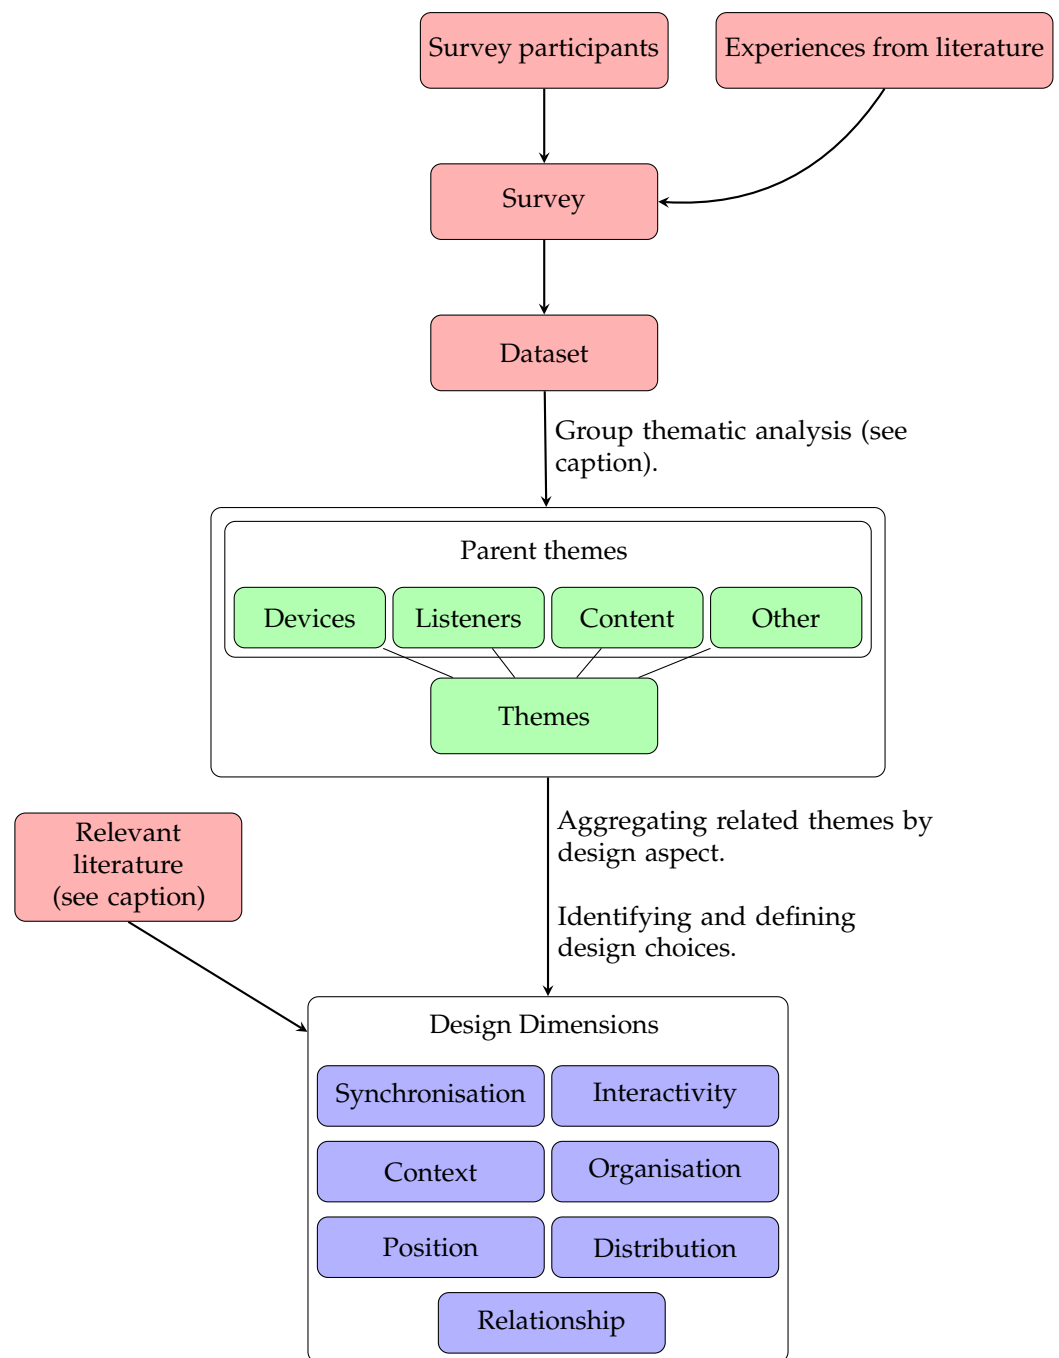 Survey participants
Experiences from literature
Survey
Dataset
Group thematic analysis (see
caption).
Parent themes
Devices
Listeners
Content
Other
Themes
Relevant
literature
(see caption)
Aggregating related themes by
design aspect.
Identifying and defining
design choices.
Design Dimensions
Synchronisation
Interactivity
Context
Organisation
Position
Distribution
Relationship